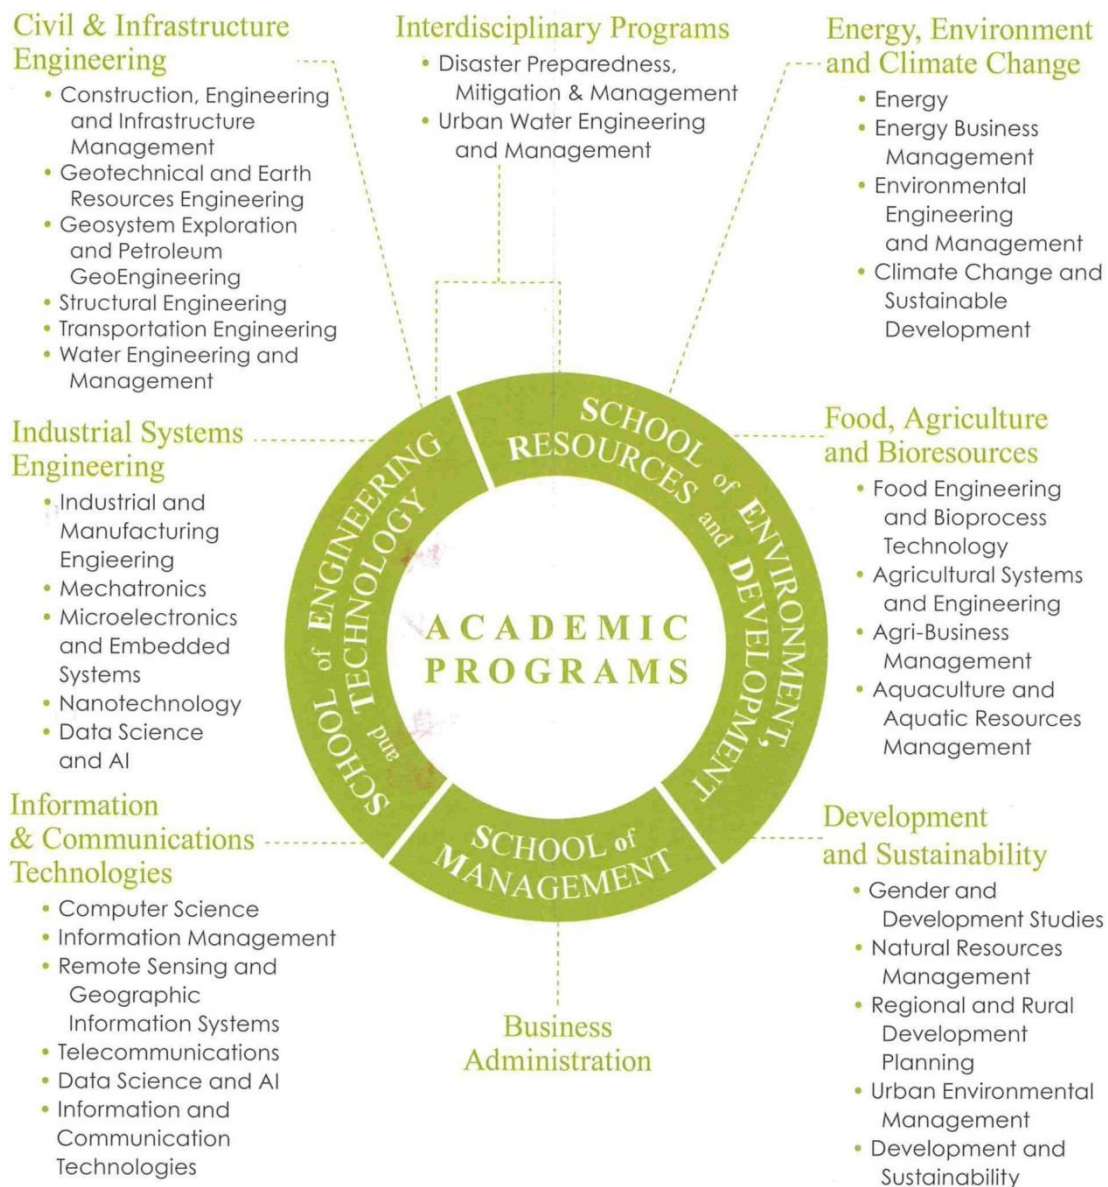 Civil & Infrastructure
Engineering
• Construction, Engineering
and Infrastructure
Management
• Geotechnical and Earth
Resources Engineering
• Geosystem Exploration
and Petroleum
GeoEngineering
• Structural Engineering
• Transportation Engineering
• Water Engineering and
Management
Interdisciplinary Programs
• Disaster Preparedness,
Mitigation & Management
• Urban Water Engineering
and Management
Energy, Environment
and Climate Change
• Energy
• Energy Business
Management
• Environmental
Engineering
and Management
• Climate Change and
Sustainable
Development
Industrial Systems
Engineering
• Industrial and
Manufacturing
Engieering
• Mechatronics
• Microelectronics
and Embedded
Systems
• Nanotechnology
• Data Science
and AI
SCHOOL of ENGINEERING
and TECHNOLOGY
SCHOOL of ENVIRONMENT,
RESOURCES and DEVELOPMENT
ACADEMIC
PROGRAMS
SCHOOL of
MANAGEMENT
Food, Agriculture
and Bioresources
• Food Engineering
and Bioprocess
Technology
• Agricultural Systems
and Engineering
• Agri-Business
Management
• Aquaculture and
Aquatic Resources
Management
Information
& Communications
Technologies
• Computer Science
• Information Management
• Remote Sensing and
Geographic
Information Systems
• Telecommunications
• Data Science and AI
• Information and
Communication
Technologies
Business
Administration
Development
and Sustainability
• Gender and
Development Studies
• Natural Resources
Management
• Regional and Rural
Development
Planning
• Urban Environmental
Management
• Development and
Sustainability